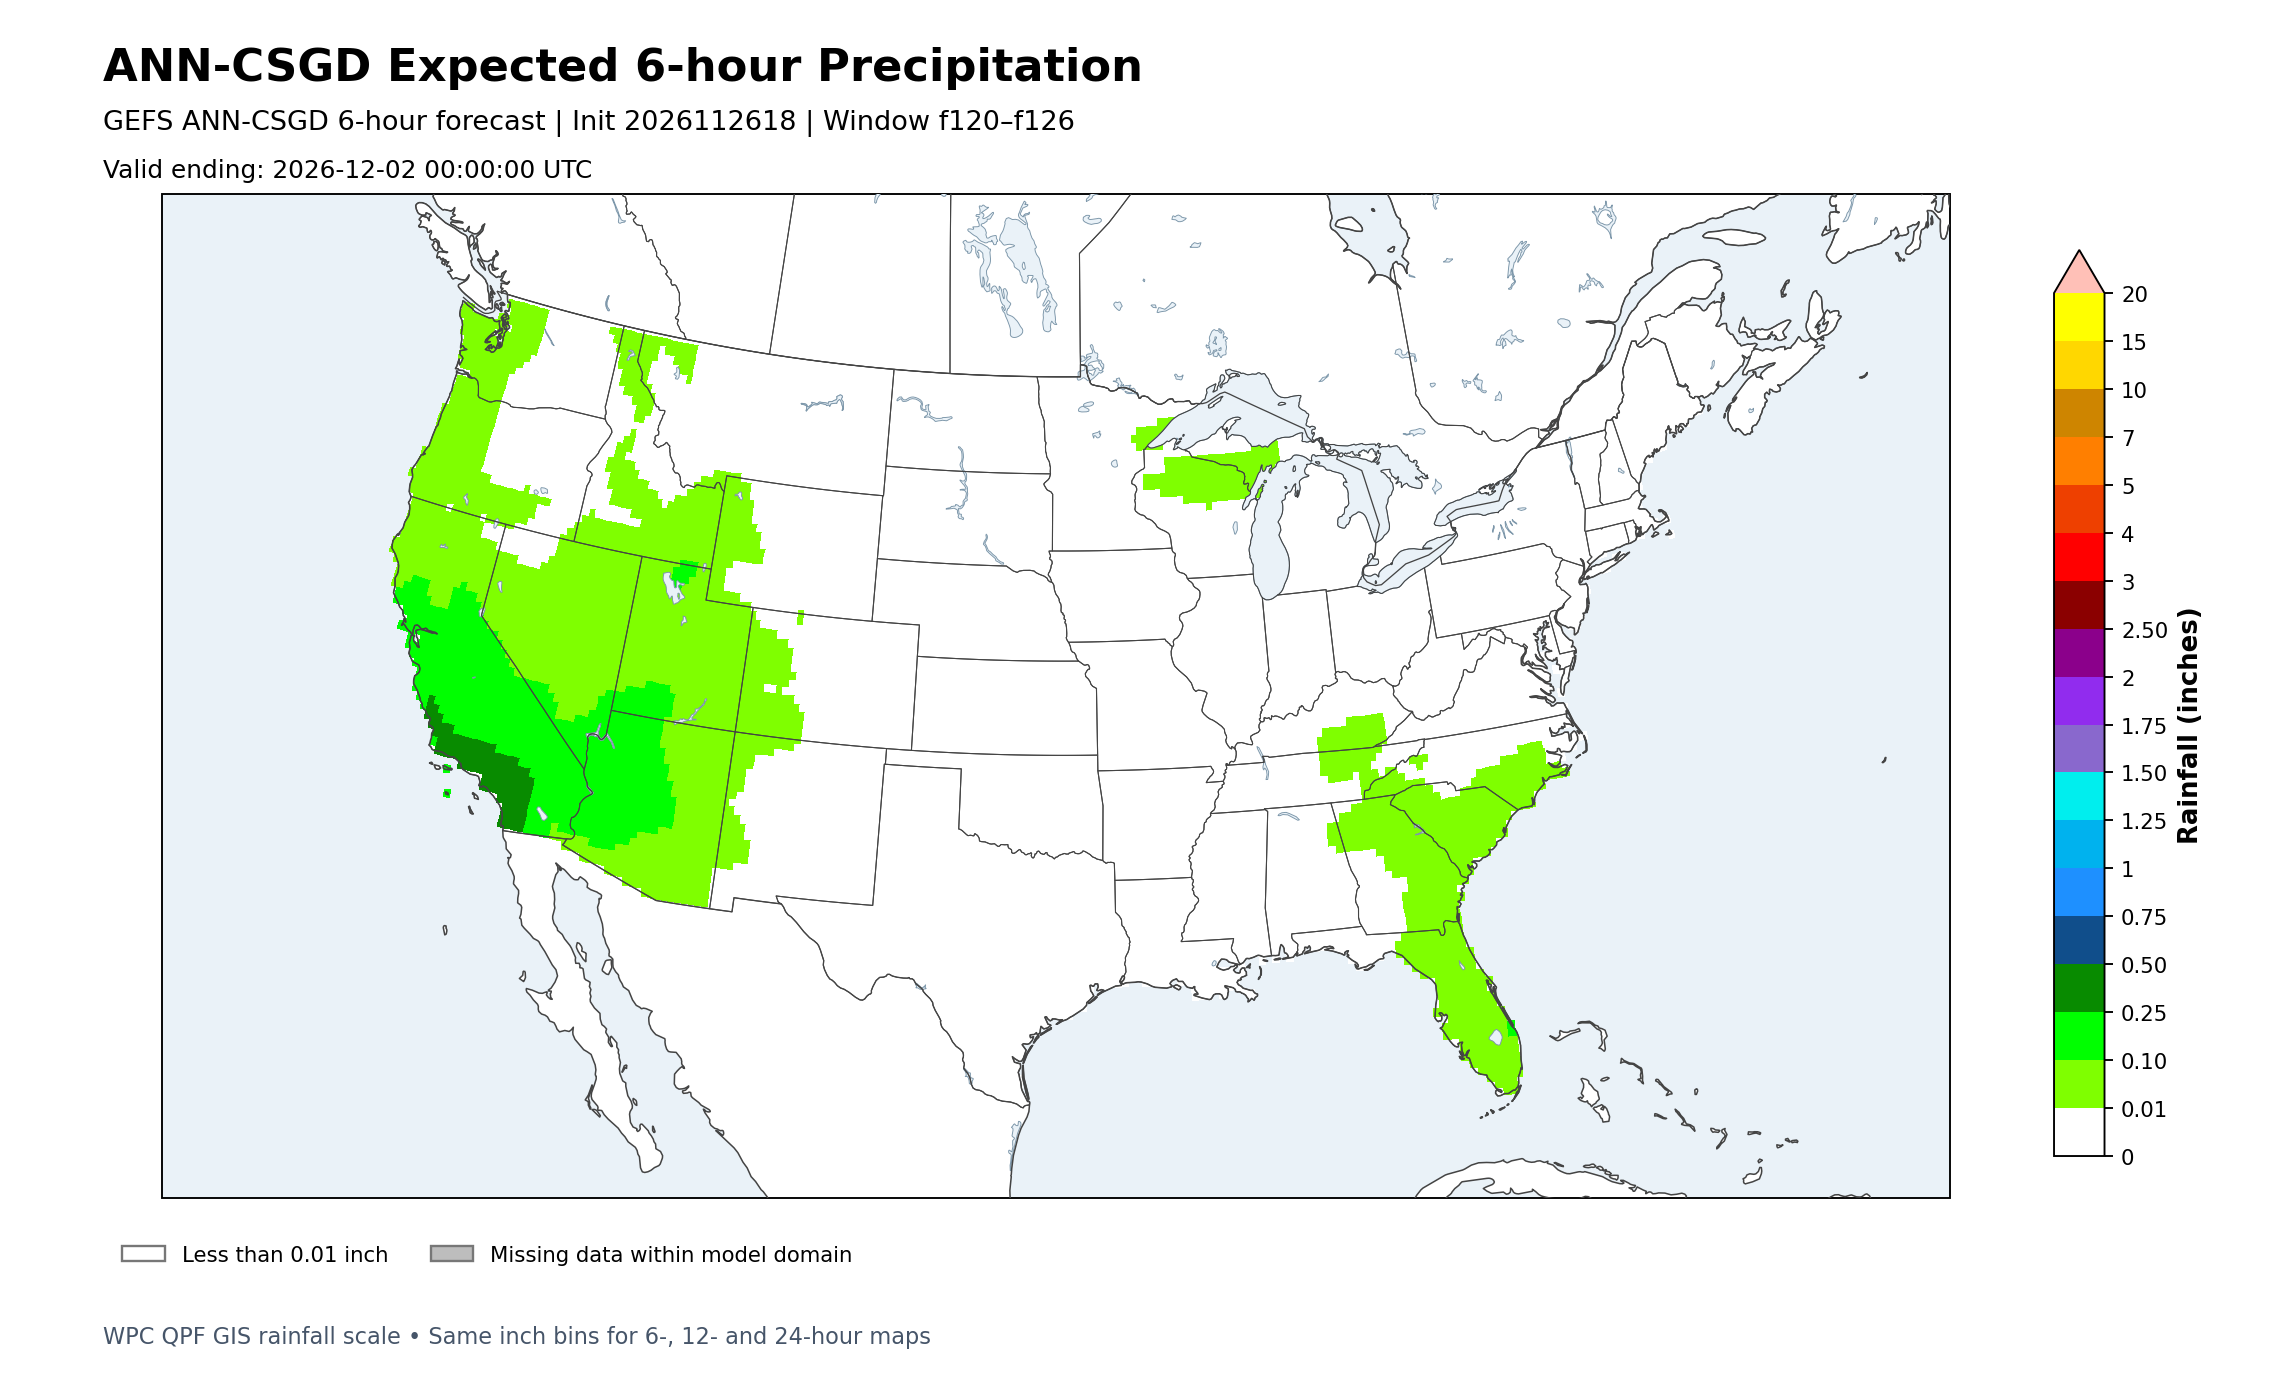 ANN-CSGD Expected 6-hour Precipitation
GEFS ANN-CSGD 6-hour forecast | Init 2026112618 | Window f120–f126
Valid ending: 2026-12-02 00:00:00 UTC
20
15
10
7
5
4
3
2.50
2
1.75
1.50
1.25
1
0.75
0.50
0.25
0.10
0.01
0
Rainfall (inches)
Less than 0.01 inch
Missing data within model domain
WPC QPF GIS rainfall scale • Same inch bins for 6-, 12- and 24-hour maps